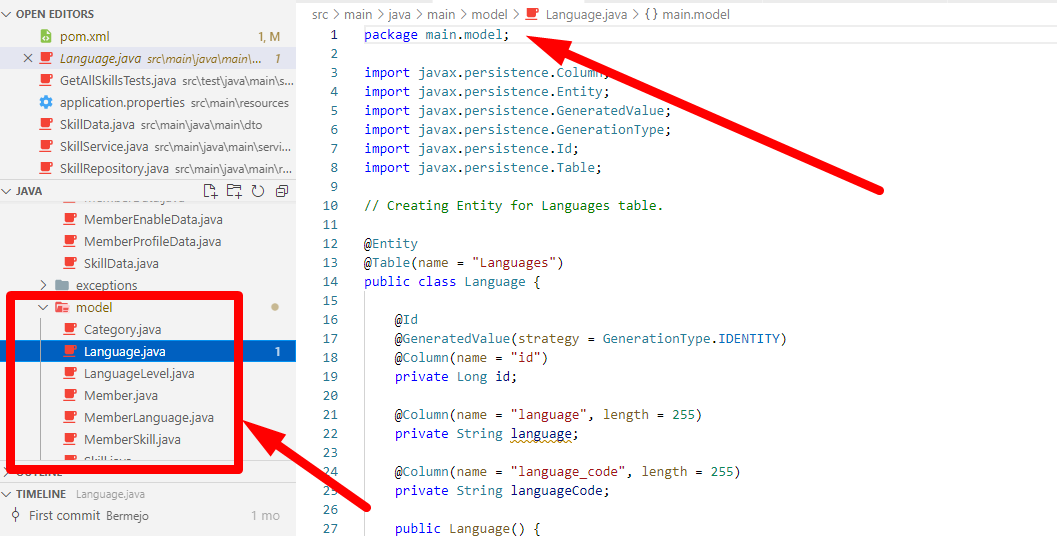 OPEN EDITORS
pom.xml 1, M
Language.java src\main\java\main\... 1
GetAllSkillsTests.java src\test\java\main\s...
application.properties src\main\resources
SkillData.java src\main\java\main\dto
SkillService.java src\main\java\main\servi...
SkillRepository.java src\main\java\main\r...
JAVA
MemberEnableData.java
MemberProfileData.java
SkillData.java
exceptions
model
Category.java
Language.java 1
LanguageLevel.java
Member.java
MemberLanguage.java
MemberSkill.java
Skill.java
OUTLINE
TIMELINE Language.java
First commit Bermejo 1 mo
src > main > java > main > model > Language.java > {} main.model
1 package main.model;
2
3 import javax.persistence.Column
4 import javax.persistence.Entity;
5 import javax.persistence.GeneratedValue;
6 import javax.persistence.GenerationType;
7 import javax.persistence.Id;
8 import javax.persistence.Table;
9
10 // Creating Entity for Languages table.
11
12 @Entity
13 @Table(name = "Languages")
14 public class Language {
15
16 @Id
17 @GeneratedValue(strategy = GenerationType.IDENTITY)
18 @Column(name = "id")
19 private Long id;
20
21 @Column(name = "language", length = 255)
22 private String language;
23
24 @Column(name = "language_code", length = 255)
25 private String languageCode;
26
27 public Language() {